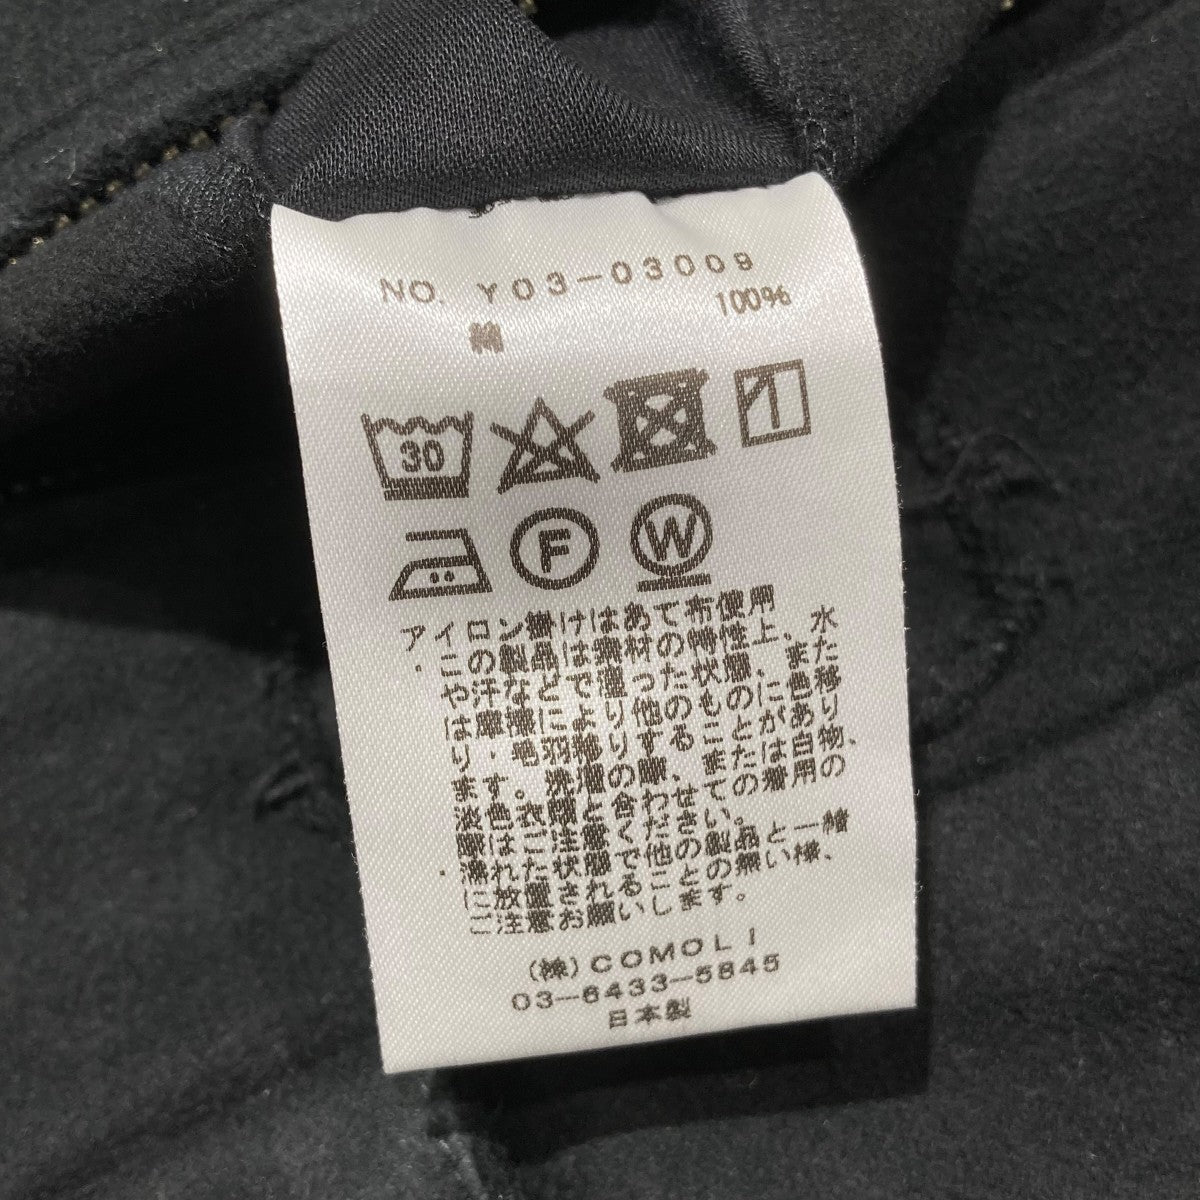 NO. Y03-03009
綿 100%
30
F W
アイロン掛けはあて布使用
・この製品は素材の特性上、水
や汗などで湿った状態、また
は摩擦により他のものに色移
り・毛羽移りすることがあり
ます。洗濯の際、または白物、
淡色衣類と合わせての着用の
際はご注意ください。
・濡れた状態で他の製品と一緒
に放置されることの無い様、
ご注意お願いします。
(株)COMOLI
03-6433-5845
日本製